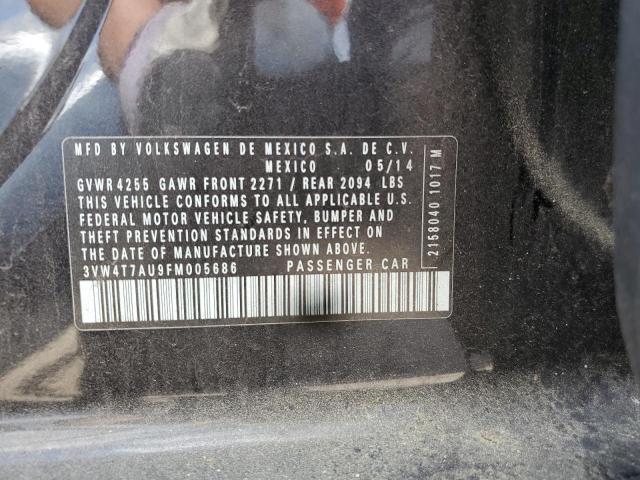 MFD BY VOLKSWAGEN DE MEXICO S.A. DE C.V.
MEXICO 05/14
GVWR 4255 GAWR FRONT 2271 / REAR 2094 LBS
THIS VEHICLE CONFORMS TO ALL APPLICABLE U.S.
FEDERAL MOTOR VEHICLE SAFETY, BUMPER AND
THEFT PREVENTION STANDARDS IN EFFECT ON
THE DATE OF MANUFACTURE SHOWN ABOVE.
3VW4T7AU9FM005686 PASSENGER CAR
2158040 1017 M